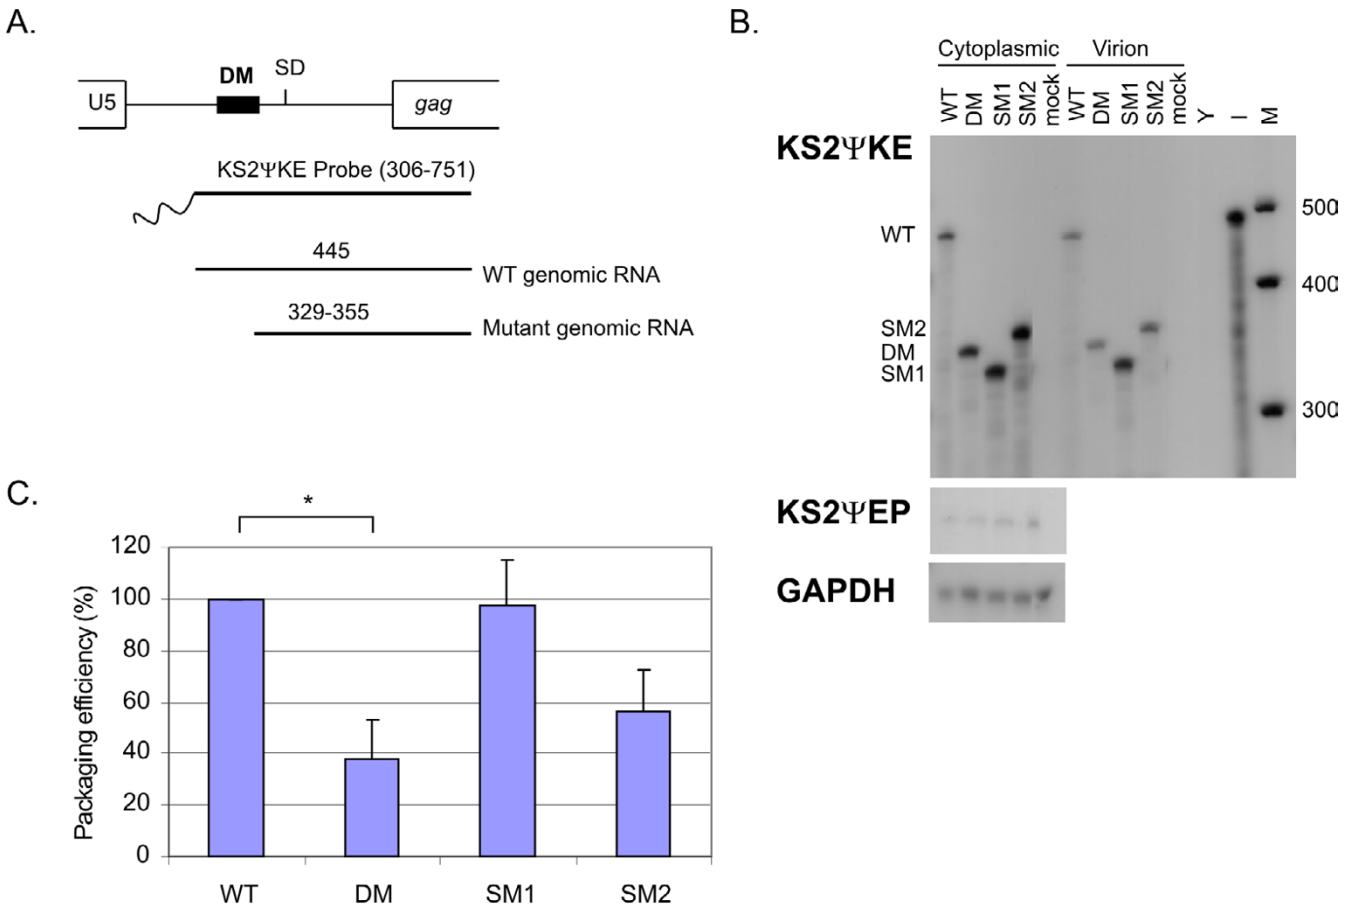 A.
U5
DM
SD
gag
KS2ΨKE Probe (306-751)
445
WT genomic RNA
329-355
Mutant genomic RNA
B.
Cytoplasmic Virion
WT DM SM1 SM2 mock WT DM SM1 SM2 mock Y I M
KS2ΨKE
WT
SM2
DM
SM1
500
400
300
KS2ΨEP
GAPDH
C.
*
Packaging efficiency (%)
120
100
80
60
40
20
0
WT DM SM1 SM2